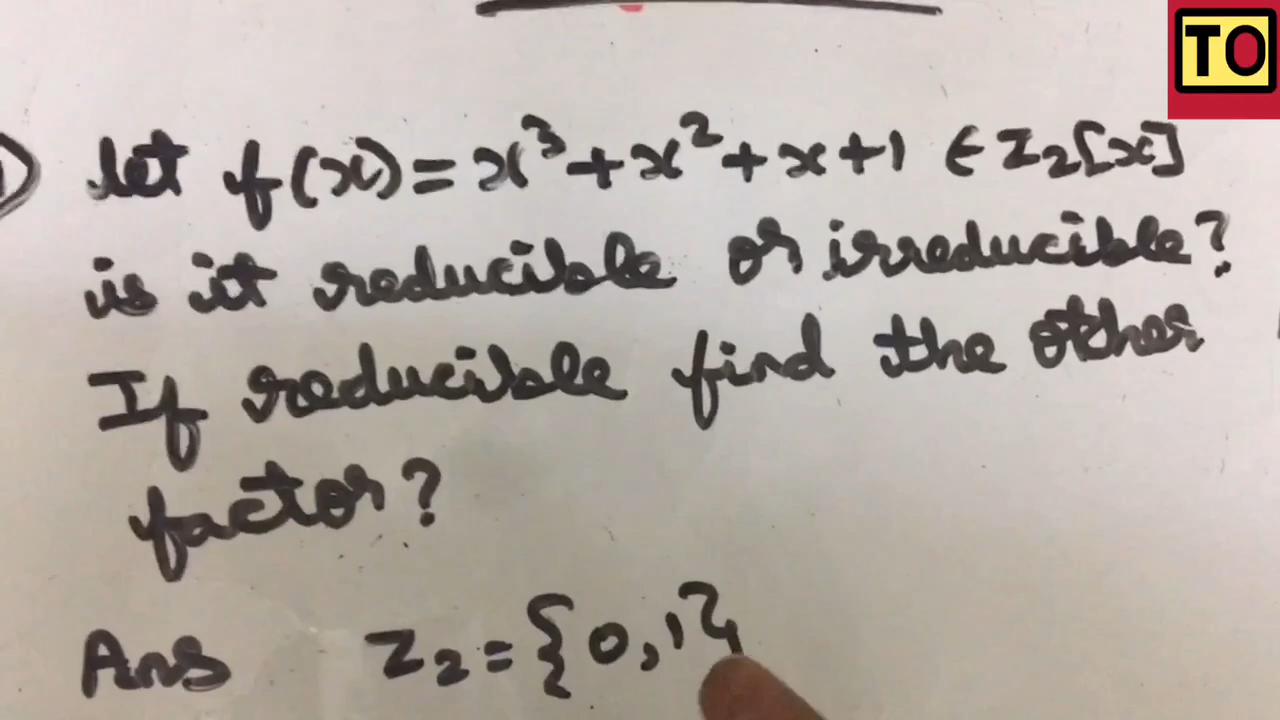 TO
1) let f(x) = x³ + x² + x + 1 ∈ Z₂[x]
is it reducible or irreducible?
If reducible find the other
factor?
Ans Z₂ = {0, 1}